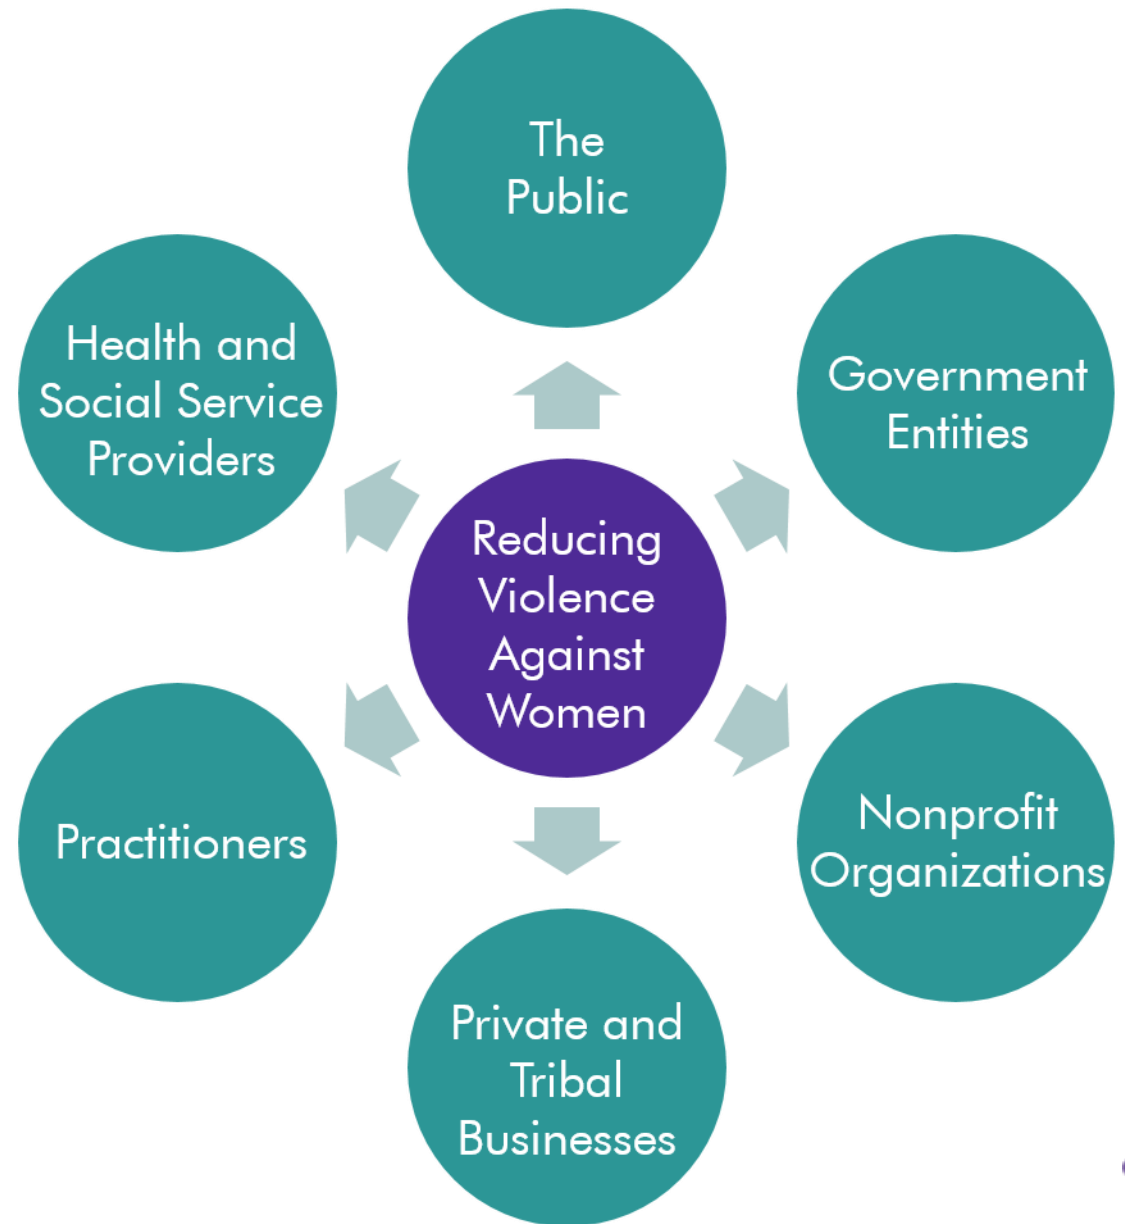 The
Public
Health and
Social Service
Providers
Government
Entities
Reducing
Violence
Against
Women
Practitioners
Nonprofit
Organizations
Private and
Tribal
Businesses